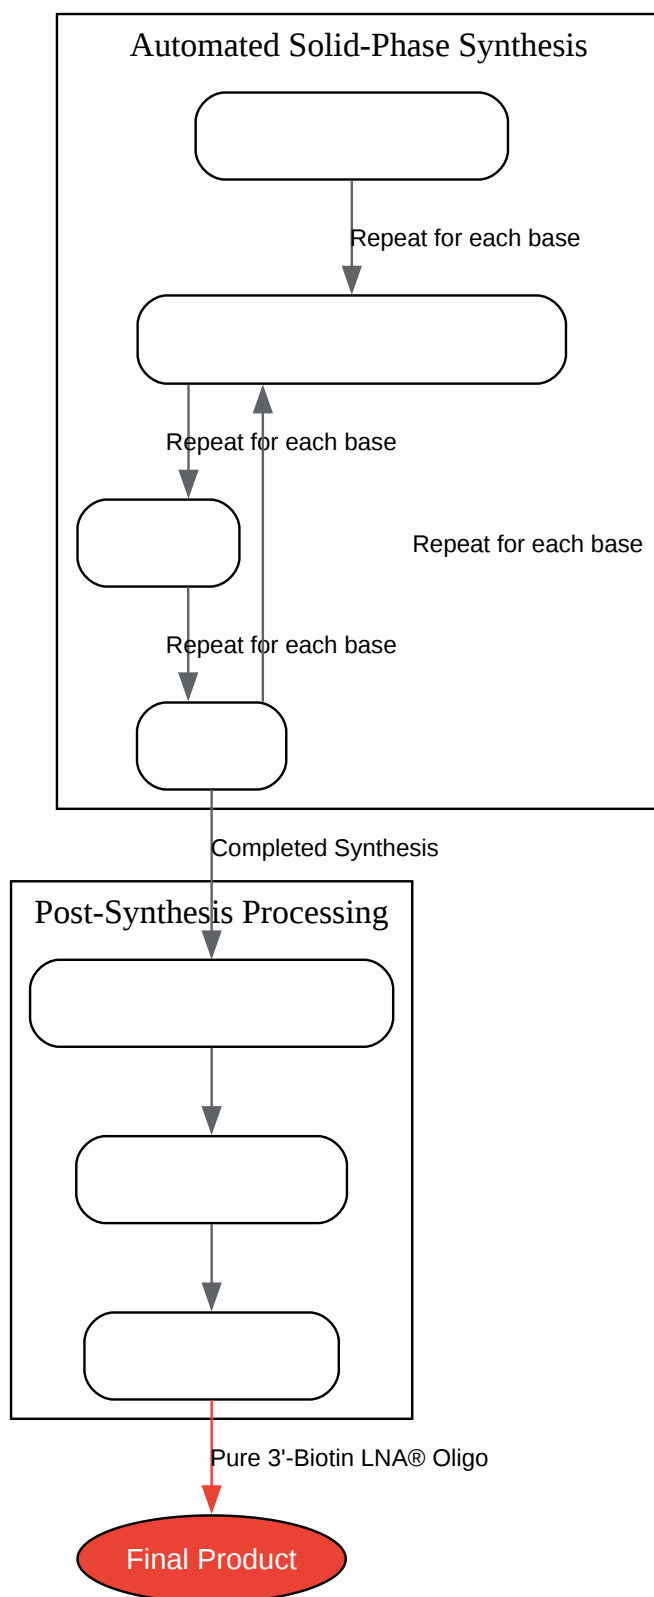 Automated Solid-Phase Synthesis
Repeat for each base
Repeat for each base
Repeat for each base
Repeat for each base
Completed Synthesis
Post-Synthesis Processing
Pure 3'-Biotin LNA® Oligo
Final Product